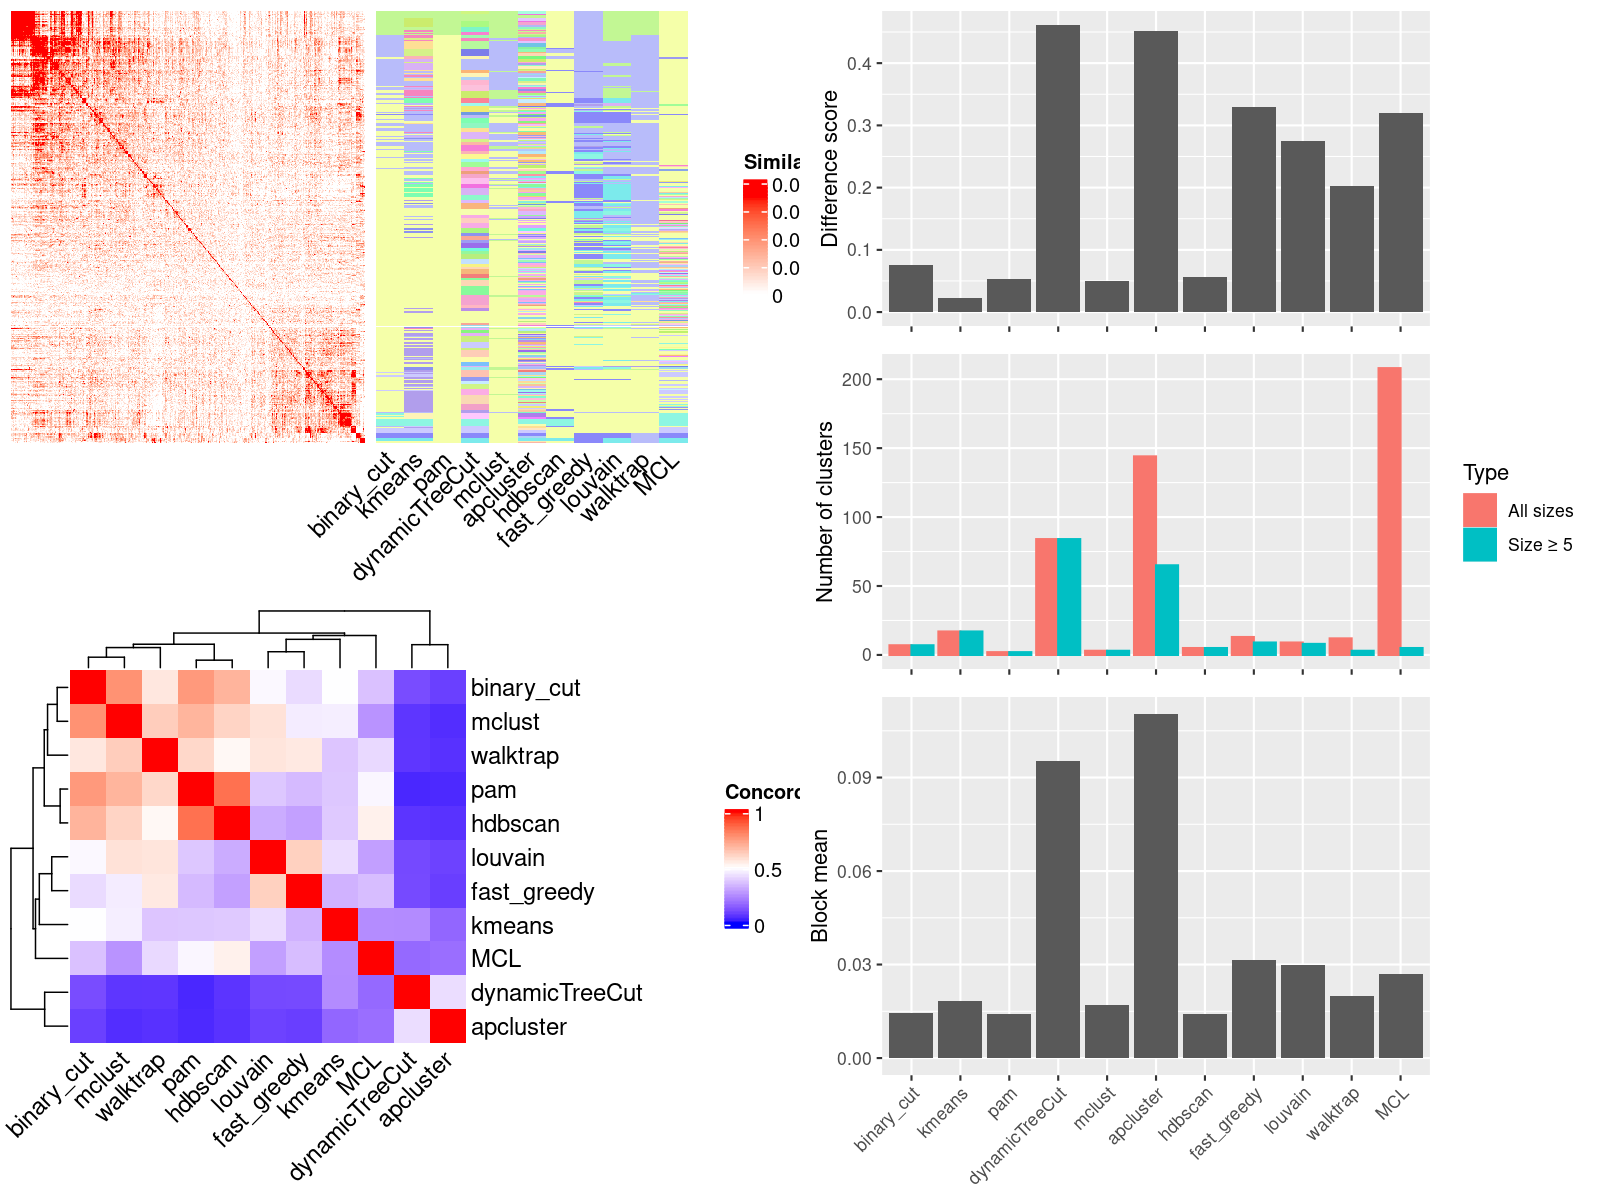 Simila
0.0
0.0
0.0
0.0
0
binary_cut
kmeans
pam
dynamicTreeCut
mclust
apcluster
hdbscan
fast_greedy
louvain
walktrap
MCL
binary_cut
mclust
walktrap
pam
hdbscan
louvain
fast_greedy
kmeans
MCL
dynamicTreeCut
apcluster
binary_cut
mclust
walktrap
pam
hdbscan
louvain
fast_greedy
kmeans
MCL
dynamicTreeCut
apcluster
Concord
1
0.5
0
Difference score
0.4
0.3
0.2
0.1
0.0
Number of clusters
200
150
100
50
0
Type
All sizes
Size ≥ 5
Block mean
0.09
0.06
0.03
0.00
binary_cut
kmeans
pam
dynamicTreeCut
mclust
apcluster
hdbscan
fast_greedy
louvain
walktrap
MCL